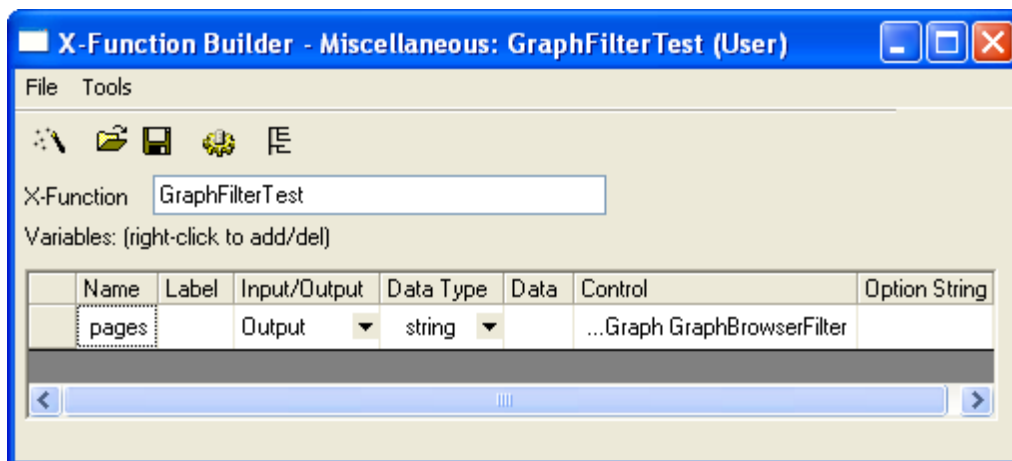 X-Function Builder - Miscellaneous: GraphFilterTest (User)
File Tools
X-Function GraphFilterTest
Variables: (right-click to add/del)
Name Label Input/Output Data Type Data Control Option String
pages Output string ...Graph GraphBrowserFilter